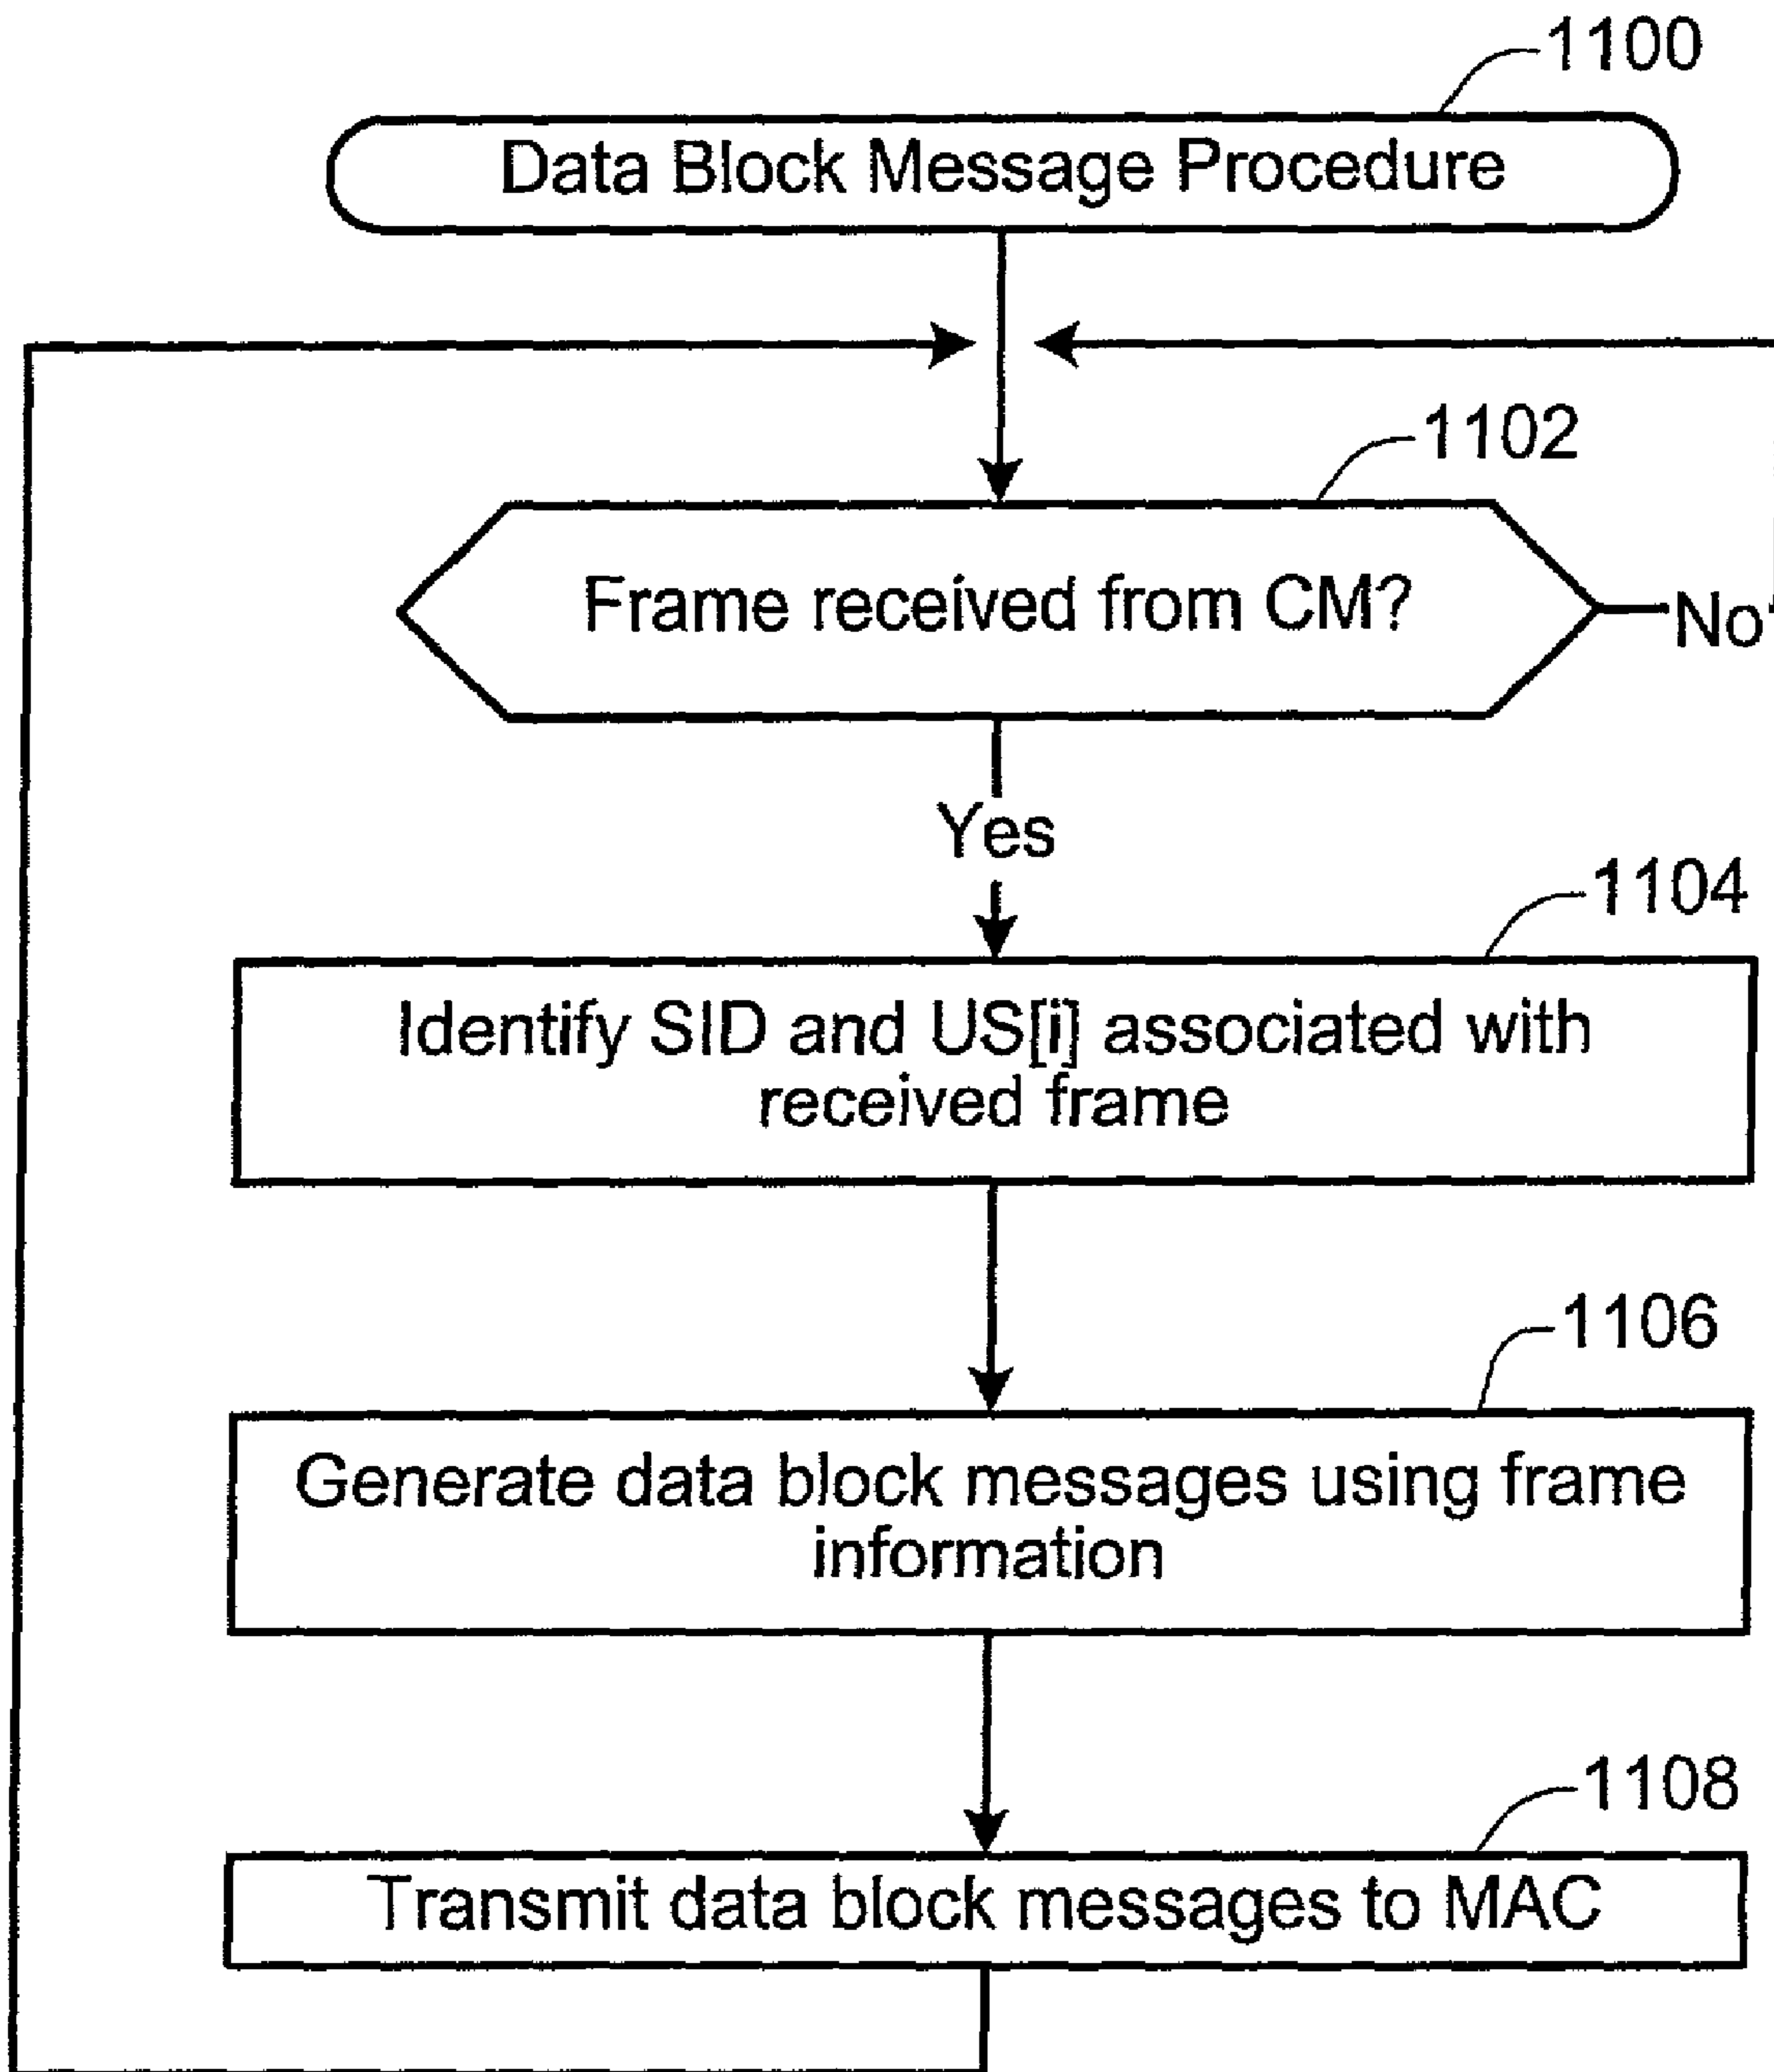 1100
Data Block Message Procedure
1102
Frame received from CM?
No
Yes
1104
Identify SID and US[i] associated with
received frame
1106
Generate data block messages using frame
information
1108
Transmit data block messages to MAC